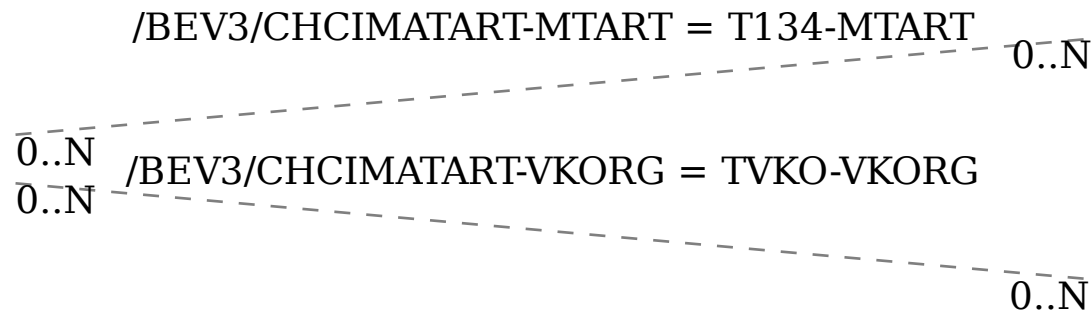 /BEV3/CHCIMATART-MTART = T134-MTART
0..N
0..N
/BEV3/CHCIMATART-VKORG = TVKO-VKORG
0..N
0..N